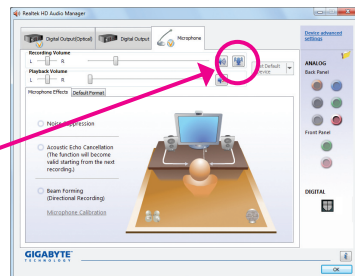 Realtek HD Audio Manager
Digital Output(Optical)
Digital Output
Microphone
Device advanced
settings
Recording Volume
L
R
Set Default
Device
Playback Volume
L
R
ANALOG
Back Panel
Microphone Effects
Default Format
Noise Suppression
Acoustic Echo Cancellation
(The function will become
valid starting from the next
recording.)
Front Panel
Beam Forming
(Directional Recording)
Microphone Calibration
DIGITAL
GIGABYTE
TECHNOLOGY
OK